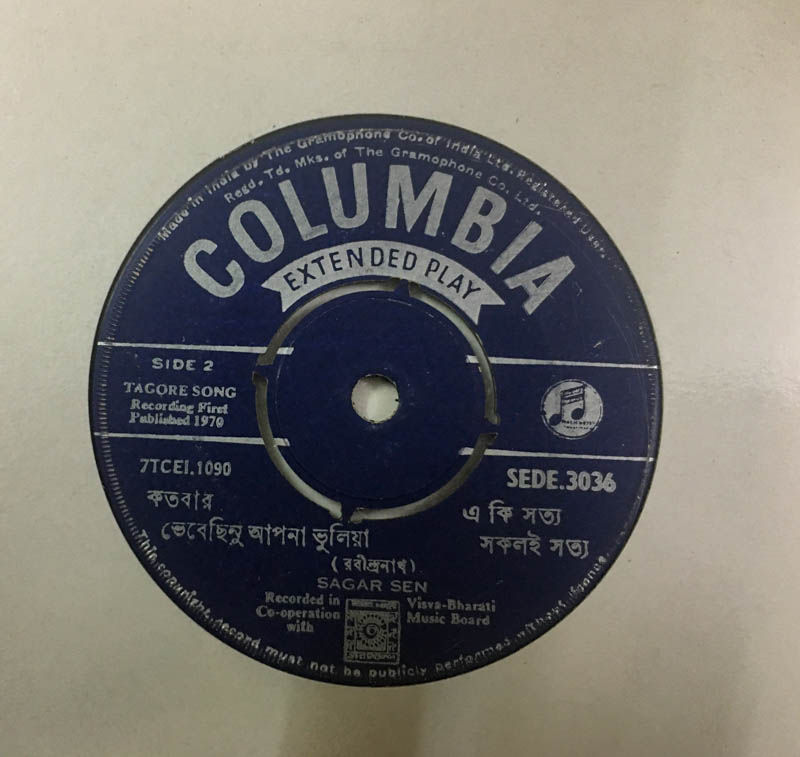 Made in India by The Gramophone Co. of India Ltd. Registered User.
Regd. Td. Mks. of The Gramophone Co. Ltd.
COLUMBIA
EXTENDED PLAY
SIDE 2
TAGORE SONG
Recording First
Published 1970
7TCEI.1090
SEDE.3036
কতবার
ভেবেছিনু আপনা ভুলিয়া
এ কি সত্য
সকলই সত্য
(রবীন্দ্রনাথ)
SAGAR SEN
Recorded in
Co-operation
with
Visva-Bharati
Music Board
This copyright record must not be publicly performed without licence